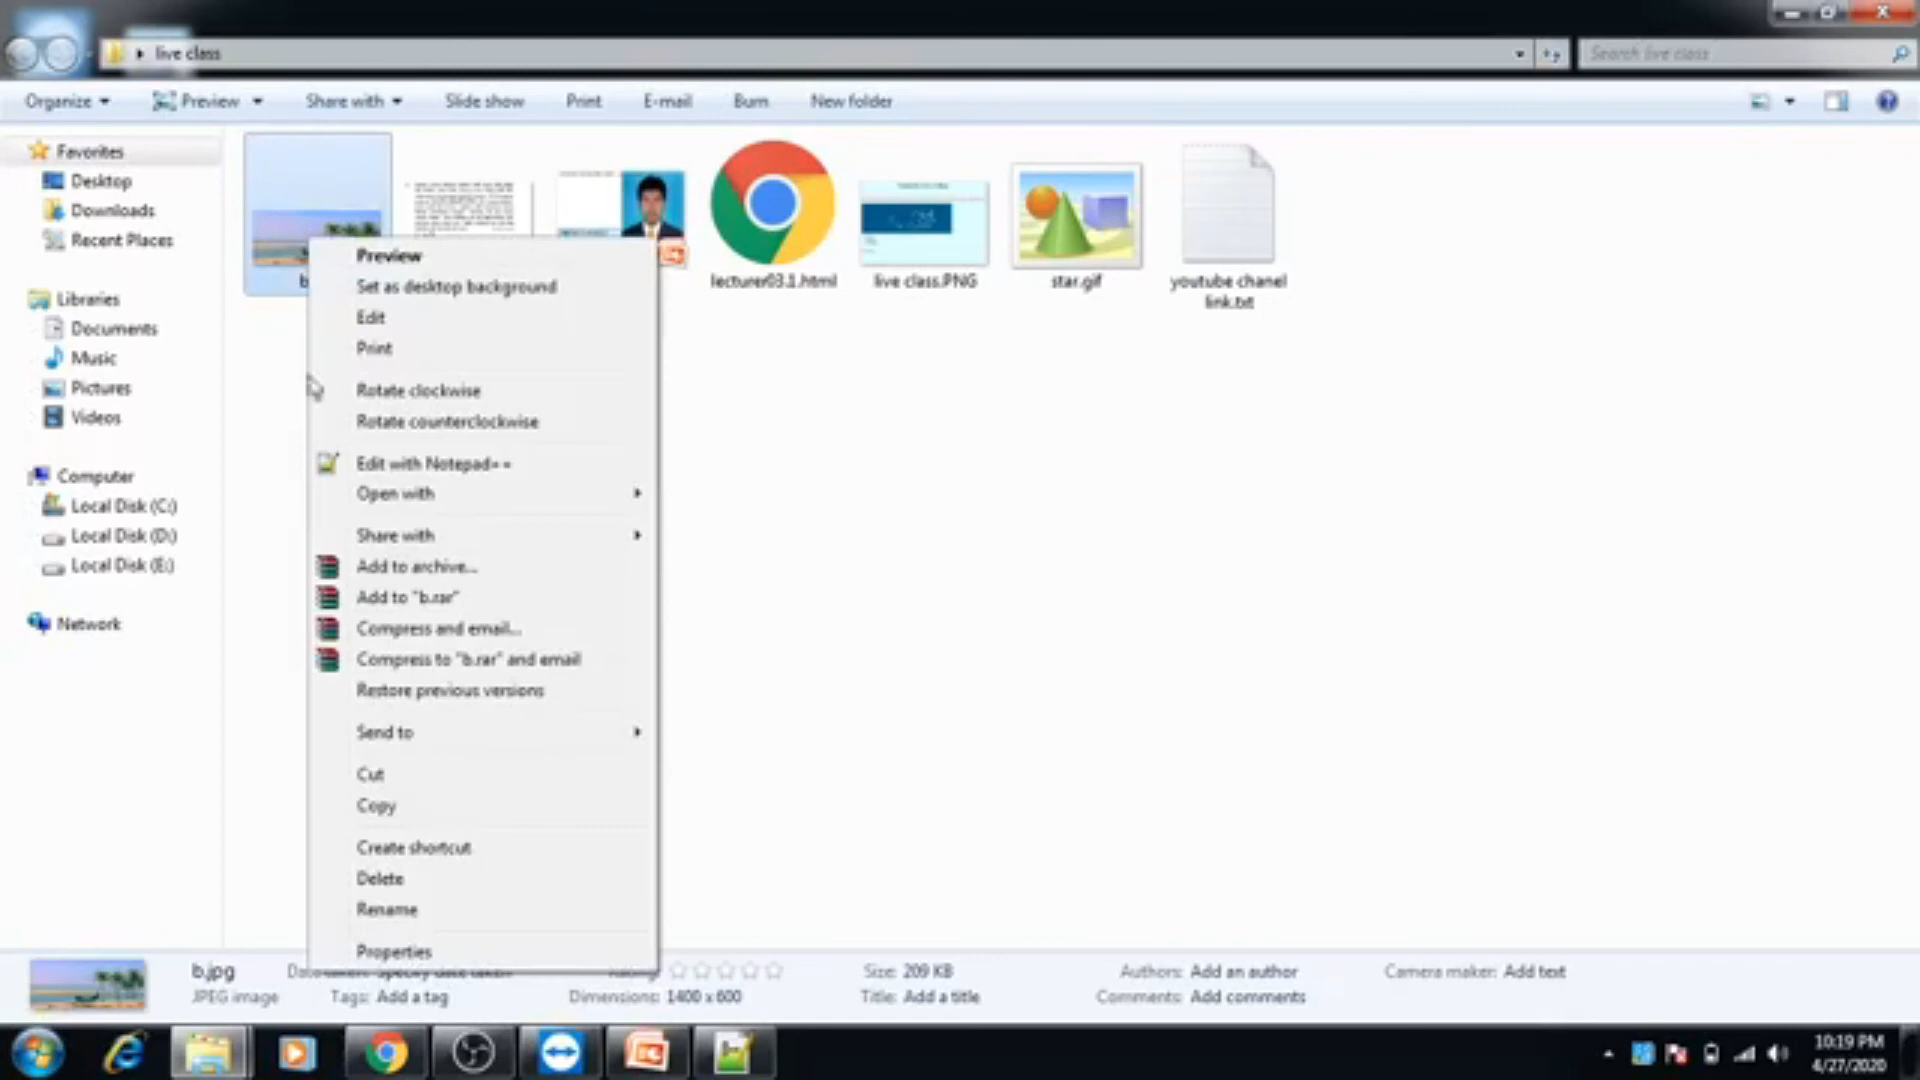 live class
Search live class
Organize
Preview
Share with
Slide show
Print
E-mail
Burn
New folder
Favorites
Desktop
Downloads
Recent Places
Libraries
Documents
Music
Pictures
Videos
Computer
Local Disk (C:)
Local Disk (D:)
Local Disk (E:)
Network
lecturer03.1.html
live class.PNG
star.gif
youtube chanel
link.txt
Preview
Set as desktop background
Edit
Print
Rotate clockwise
Rotate counterclockwise
Edit with Notepad++
Open with
Share with
Add to archive...
Add to "b.rar"
Compress and email...
Compress to "b.rar" and email
Restore previous versions
Send to
Cut
Copy
Create shortcut
Delete
Rename
Properties
b.jpg
Size: 209 KB
Authors: Add an author
Camera maker: Add text
JPEG image
Tags: Add a tag
Dimensions: 1400 x 600
Title: Add a title
Comments: Add comments
10:19 PM
4/27/2020